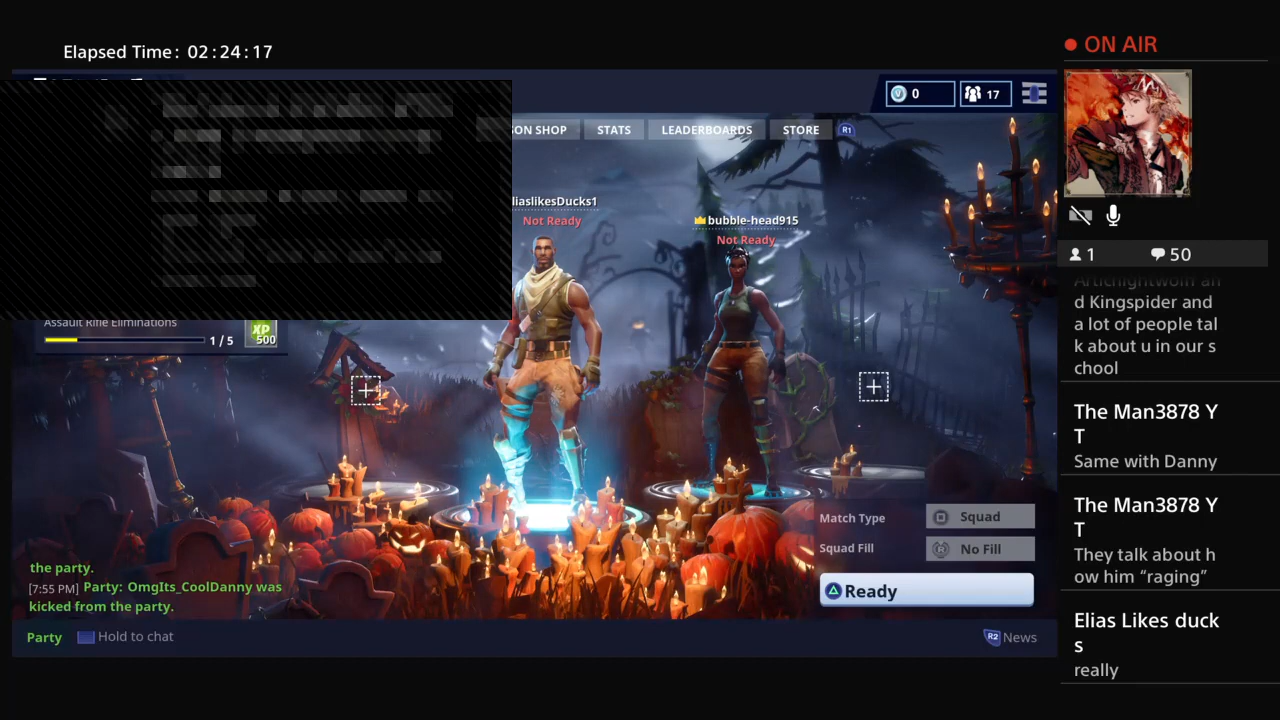 Elapsed Time: 02:24:17
ON AIR
0
17
SON SHOP
STATS
LEADERBOARDS
STORE
R1
liaslikesDucks1
Not Ready
bubble-head915
Not Ready
1
50
d Kingspider and
a lot of people tal
k about u in our s
chool
Assault Rifle Eliminations
1 / 5
XP
500
The Man3878 Y
T
Same with Danny
The Man3878 Y
T
They talk about h
ow him “raging”
Match Type
Squad
Squad Fill
No Fill
Ready
the party.
[7:55 PM] Party: OmgIts_CoolDanny was
kicked from the party.
Elias Likes duck
s
really
Party
Hold to chat
R2
News